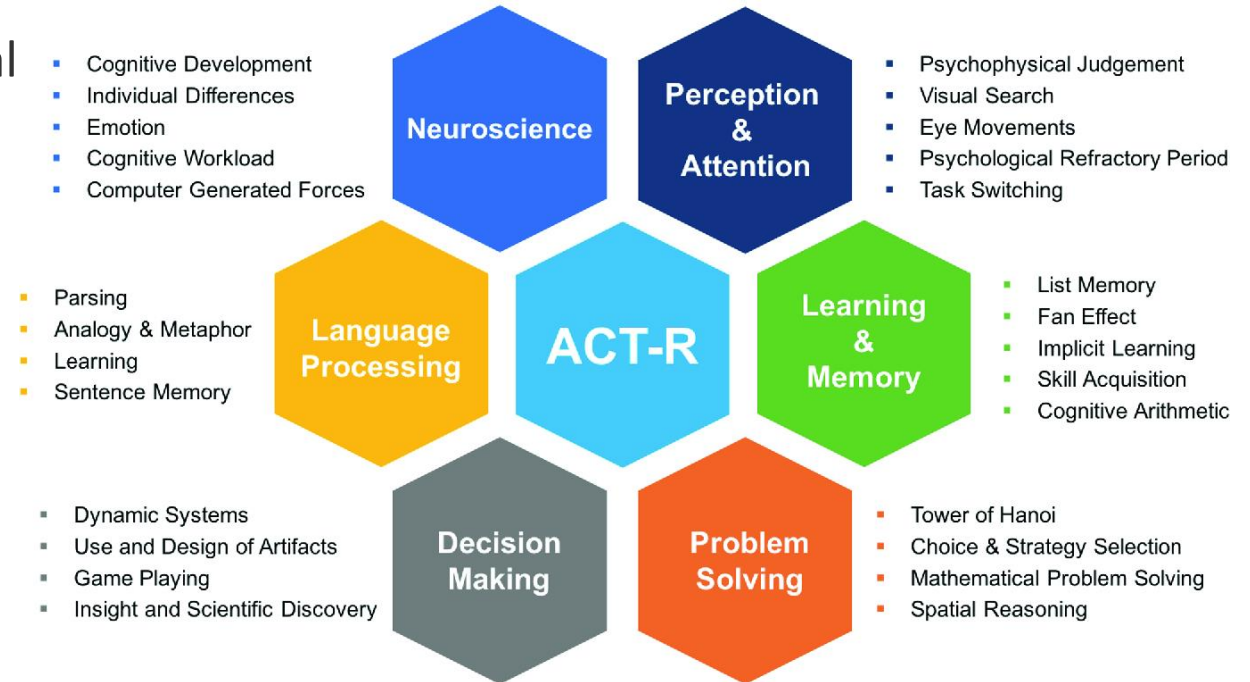 al
Cognitive Development
Individual Differences
Emotion
Cognitive Workload
Computer Generated Forces
Neuroscience
Perception
&
Attention
Psychophysical Judgement
Visual Search
Eye Movements
Psychological Refractory Period
Task Switching
Parsing
Analogy & Metaphor
Learning
Sentence Memory
Language
Processing
ACT-R
Learning
&
Memory
List Memory
Fan Effect
Implicit Learning
Skill Acquisition
Cognitive Arithmetic
Dynamic Systems
Use and Design of Artifacts
Game Playing
Insight and Scientific Discovery
Decision
Making
Problem
Solving
Tower of Hanoi
Choice & Strategy Selection
Mathematical Problem Solving
Spatial Reasoning